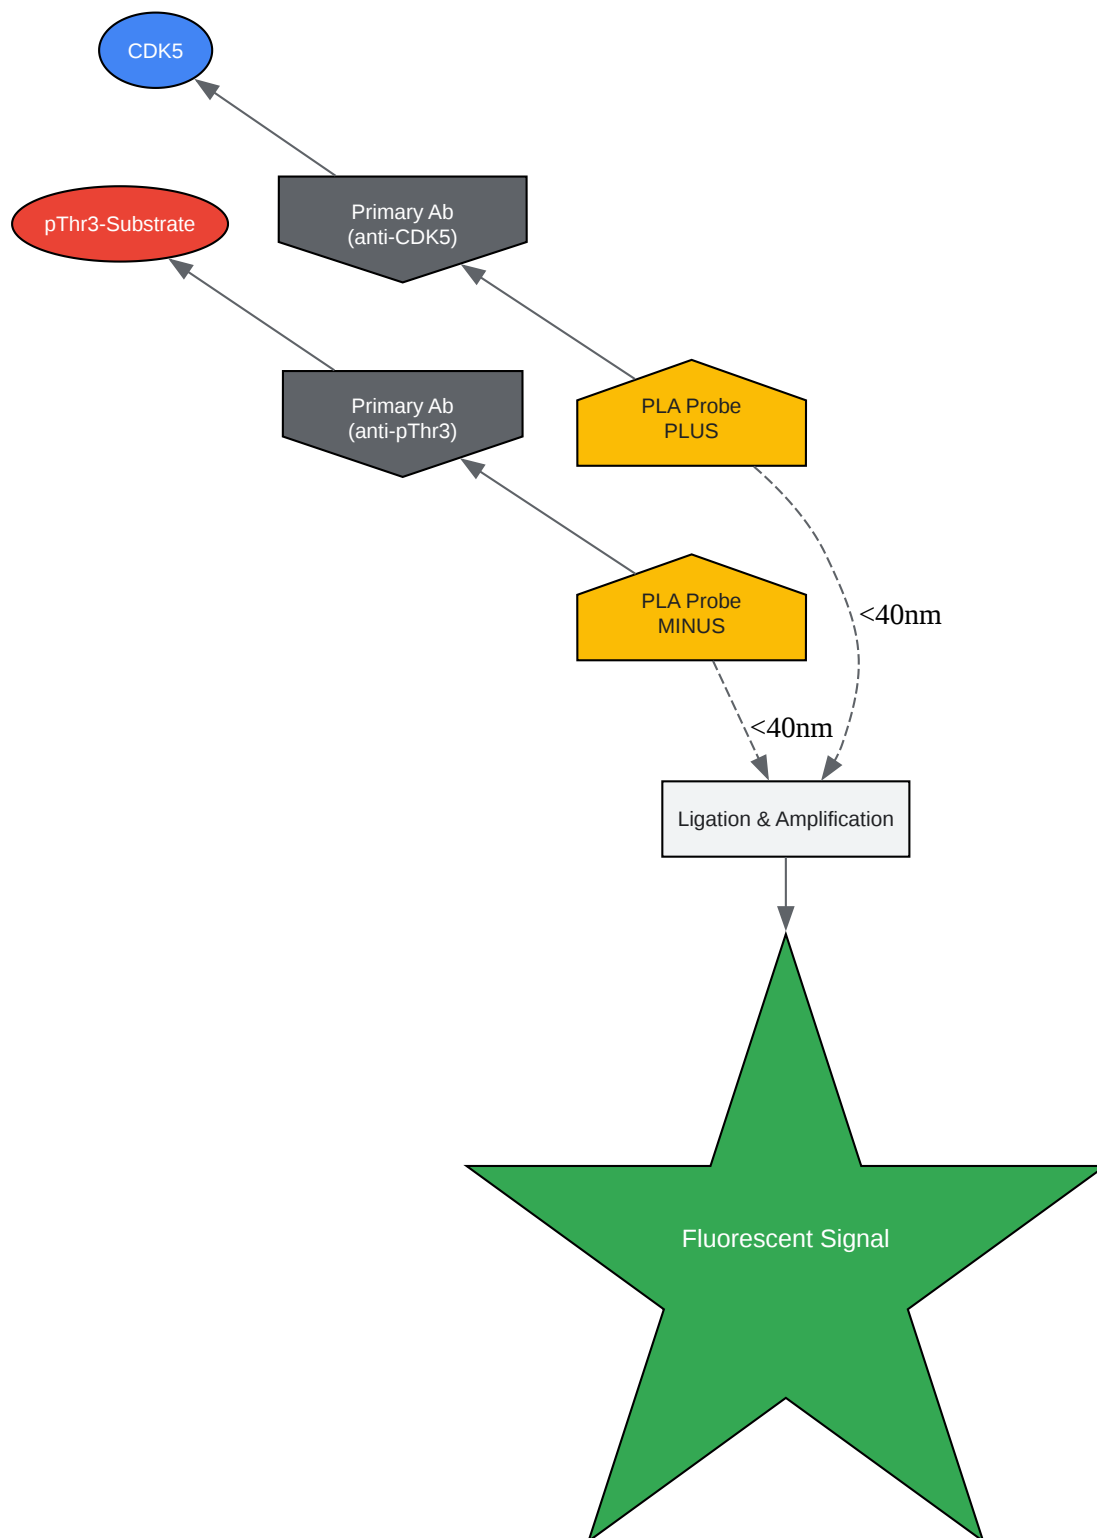 CDK5
Primary Ab
(anti-CDK5)
pThr3-Substrate
Primary Ab
(anti-pThr3)
PLA Probe
PLUS
PLA Probe
MINUS
<40nm
<40nm
Ligation & Amplification
Fluorescent Signal